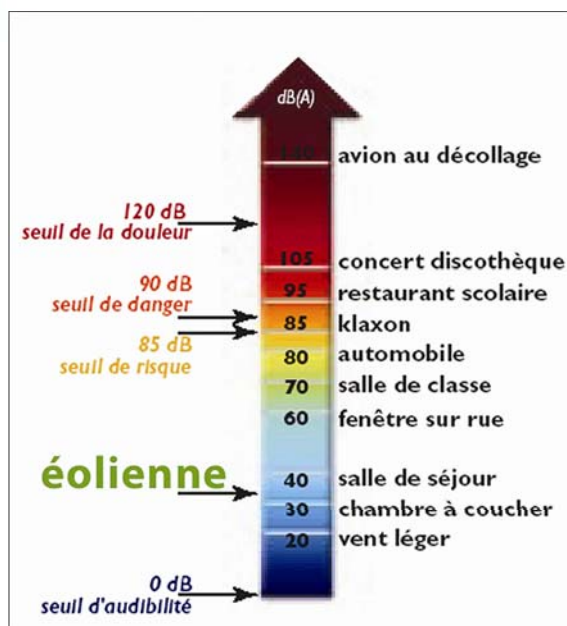 dB(A)
140 avion au décollage
120 dB
seuil de la douleur
105 concert discothèque
90 dB
seuil de danger
95 restaurant scolaire
85 klaxon
85 dB
seuil de risque
80 automobile
70 salle de classe
60 fenêtre sur rue
éolienne
40 salle de séjour
30 chambre à coucher
20 vent léger
0 dB
seuil d'audibilité